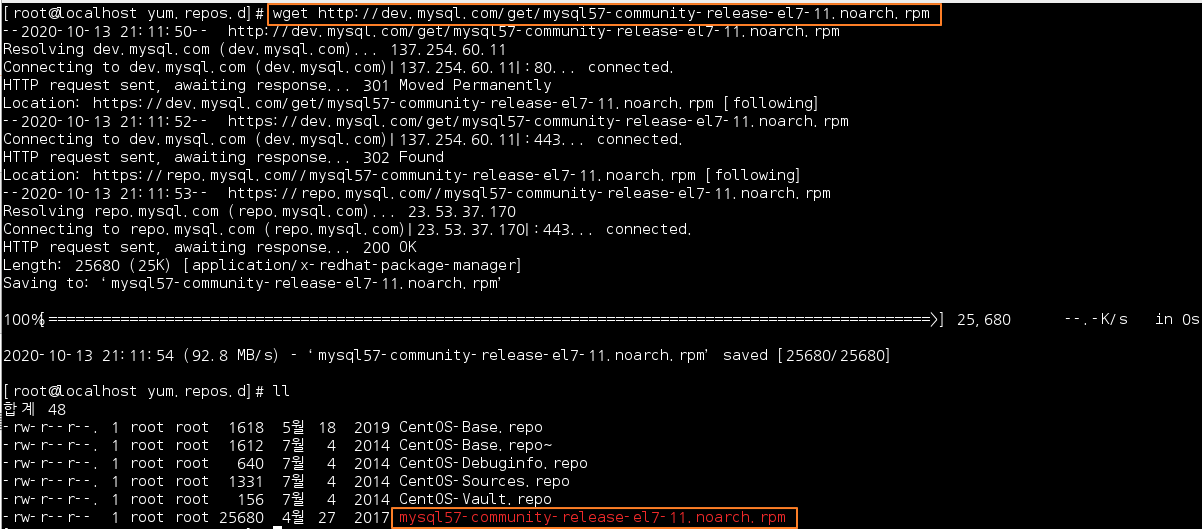 [root@localhost yum.repos.d]# wget http://dev.mysql.com/get/mysql57-community-release-el7-11.noarch.rpm
--2020-10-13 21:11:50--  http://dev.mysql.com/get/mysql57-community-release-el7-11.noarch.rpm
Resolving dev.mysql.com (dev.mysql.com)... 137.254.60.11
Connecting to dev.mysql.com (dev.mysql.com)|137.254.60.11|:80... connected.
HTTP request sent, awaiting response... 301 Moved Permanently
Location: https://dev.mysql.com/get/mysql57-community-release-el7-11.noarch.rpm [following]
--2020-10-13 21:11:52--  https://dev.mysql.com/get/mysql57-community-release-el7-11.noarch.rpm
Connecting to dev.mysql.com (dev.mysql.com)|137.254.60.11|:443... connected.
HTTP request sent, awaiting response... 302 Found
Location: https://repo.mysql.com//mysql57-community-release-el7-11.noarch.rpm [following]
--2020-10-13 21:11:53--  https://repo.mysql.com//mysql57-community-release-el7-11.noarch.rpm
Resolving repo.mysql.com (repo.mysql.com)... 23.53.37.170
Connecting to repo.mysql.com (repo.mysql.com)|23.53.37.170|:443... connected.
HTTP request sent, awaiting response... 200 OK
Length: 25680 (25K) [application/x-redhat-package-manager]
Saving to: ‘mysql57-community-release-el7-11.noarch.rpm’
100%[==================================================================================================>] 25,680      --.-K/s   in 0s
2020-10-13 21:11:54 (92.8 MB/s) - ‘mysql57-community-release-el7-11.noarch.rpm’ saved [25680/25680]
[root@localhost yum.repos.d]# ll
합계 48
-rw-r--r--. 1 root root  1618  5월  18  2019 CentOS-Base.repo
-rw-r--r--. 1 root root  1612  7월   4  2014 CentOS-Base.repo~
-rw-r--r--. 1 root root   640  7월   4  2014 CentOS-Debuginfo.repo
-rw-r--r--. 1 root root  1331  7월   4  2014 CentOS-Sources.repo
-rw-r--r--. 1 root root   156  7월   4  2014 CentOS-Vault.repo
-rw-r--r--  1 root root 25680  4월  27  2017 mysql57-community-release-el7-11.noarch.rpm